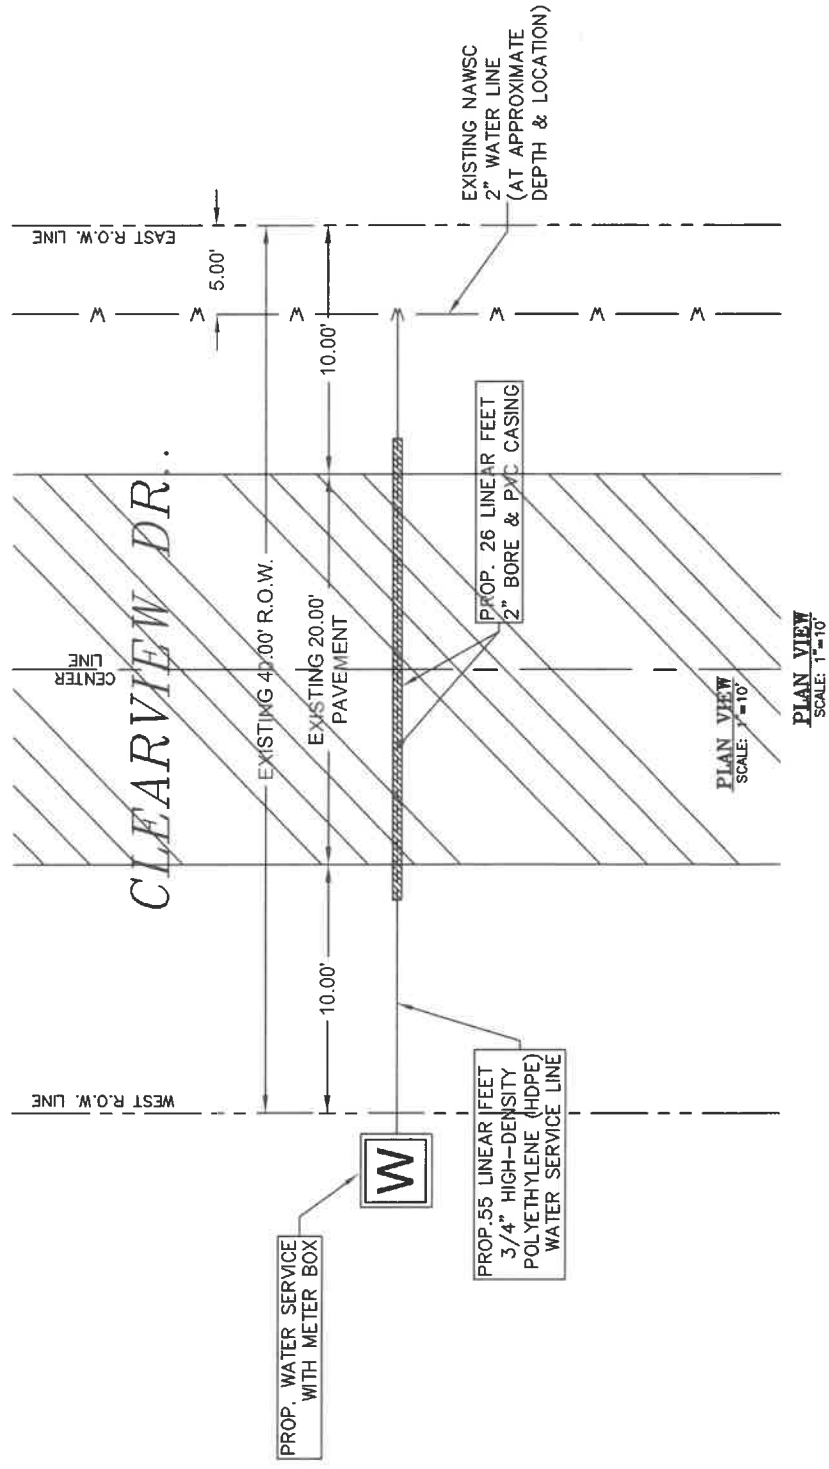 WEST R.O.W. LINE
CENTER
LINE
EAST R.O.W. LINE
CLEARVIEW DR..
5.00'
EXISTING 40.00' R.O.W.
10.00'
EXISTING 20.00'
PAVEMENT
10.00'
PROP. WATER SERVICE
WITH METER BOX
W
W W W W W W W
EXISTING NAWSC
2" WATER LINE
(AT APPROXIMATE
DEPTH & LOCATION)
PROP.55 LINEAR FEET
3/4" HIGH-DENSITY
POLYETHYLENE (HDPE)
WATER SERVICE LINE
PROP. 26 LINEAR FEET
2" BORE & PVC CASING
PLAN VIEW
SCALE: 1"=10'
PLAN VIEW
SCALE: 1"=10'